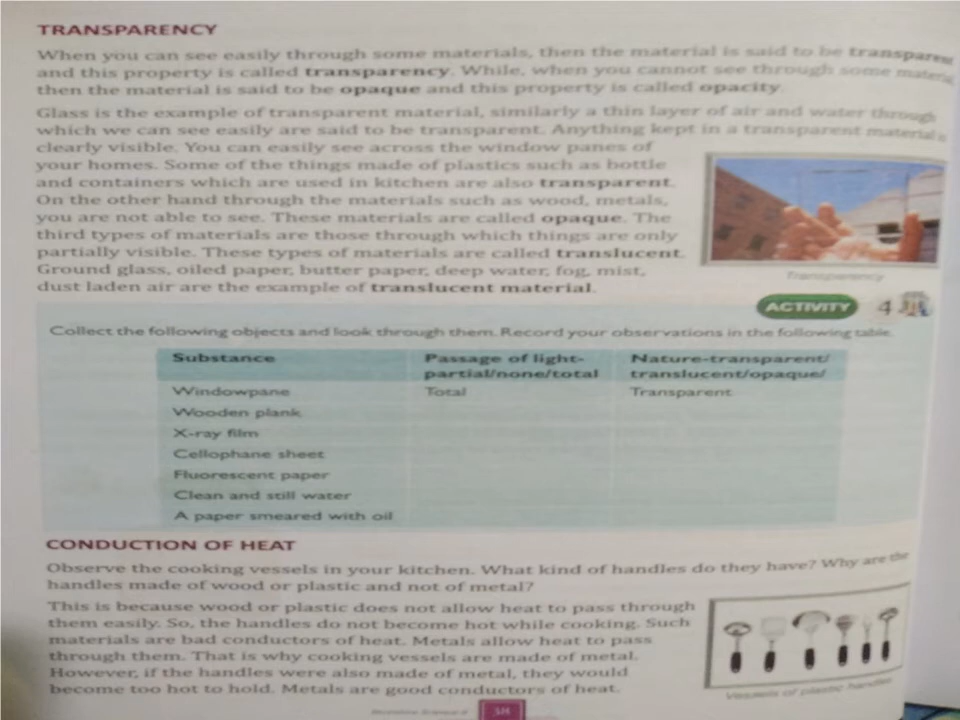 TRANSPARENCY
When you can see easily through some materials, then the material is said to be transparent
and this property is called transparency. While, when you cannot see through some material,
then the material is said to be opaque and this property is called opacity.
Glass is the example of transparent material, similarly a thin layer of air and water through
which we can see easily are said to be transparent. Anything kept in a transparent material is
clearly visible. You can easily see across the window panes of
your homes. Some of the things made of plastics such as bottle
and containers which are used in kitchen are also transparent.
On the other hand through the materials such as wood, metals,
you are not able to see. These materials are called opaque. The
third types of materials are those through which things are only
partially visible. These types of materials are called translucent.
Ground glass, oiled paper, butter paper, deep water, fog, mist,
dust laden air are the example of translucent material.
Transparency
ACTIVITY 4
Collect the following objects and look through them. Record your observations in the following table.
Substance Passage of light- Nature-transparent/
partial/none/total translucent/opaque/
Windowpane Total Transparent
Wooden plank
X-ray film
Cellophane sheet
Fluorescent paper
Clean and still water
A paper smeared with oil
CONDUCTION OF HEAT
Observe the cooking vessels in your kitchen. What kind of handles do they have? Why are the
handles made of wood or plastic and not of metal?
This is because wood or plastic does not allow heat to pass through
them easily. So, the handles do not become hot while cooking. Such
materials are bad conductors of heat. Metals allow heat to pass
through them. That is why cooking vessels are made of metal.
However, if the handles were also made of metal, they would
become too hot to hold. Metals are good conductors of heat.
Vessels of plastic handles